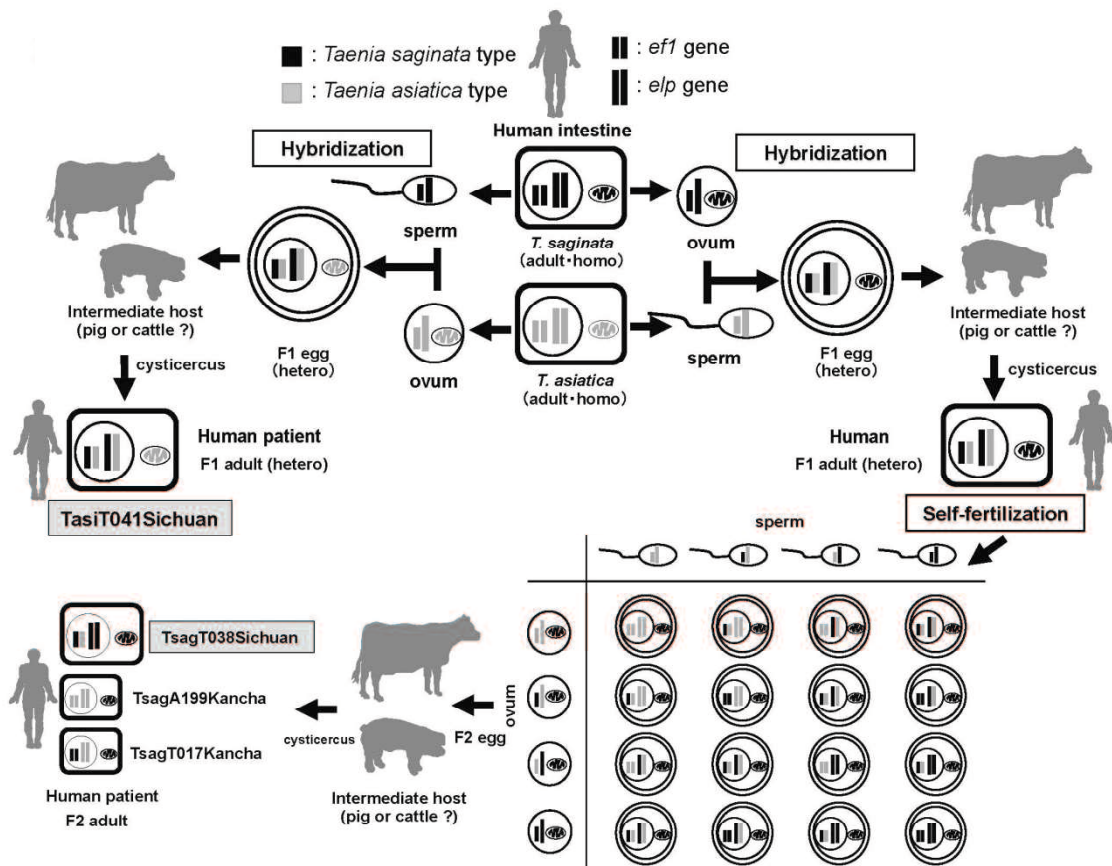 : Taenia saginata type
: Taenia asiatica type
: ef1 gene
: elp gene
Human intestine
Hybridization
Hybridization
sperm
ovum
T. saginata
(adult・homo)
Intermediate host
(pig or cattle ?)
F1 egg
(hetero)
ovum
T. asiatica
(adult・homo)
sperm
F1 egg
(hetero)
Intermediate host
(pig or cattle ?)
cysticercus
cysticercus
Human patient
F1 adult (hetero)
Human
F1 adult (hetero)
TasiT041Sichuan
Self-fertilization
sperm
TsagT038Sichuan
TsagA199Kancha
TsagT017Kancha
Human patient
F2 adult
cysticercus
Intermediate host
(pig or cattle ?)
F2 egg
ovum